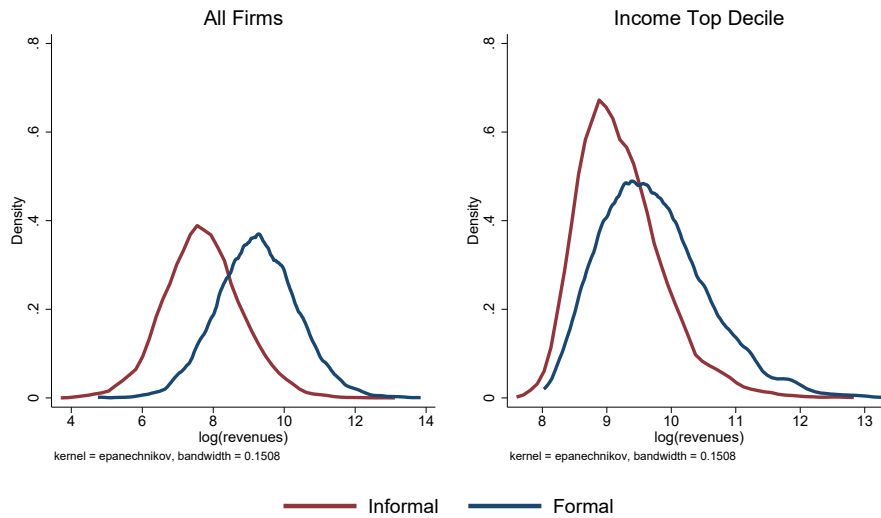 All Firms
Density
0
.2
.4
.6
.8
4 6 8 10 12 14
log(revenues)
kernel = epanechnikov, bandwidth = 0.1508
Income Top Decile
Density
0
.2
.4
.6
.8
8 9 10 11 12 13
log(revenues)
kernel = epanechnikov, bandwidth = 0.1508
Informal Formal